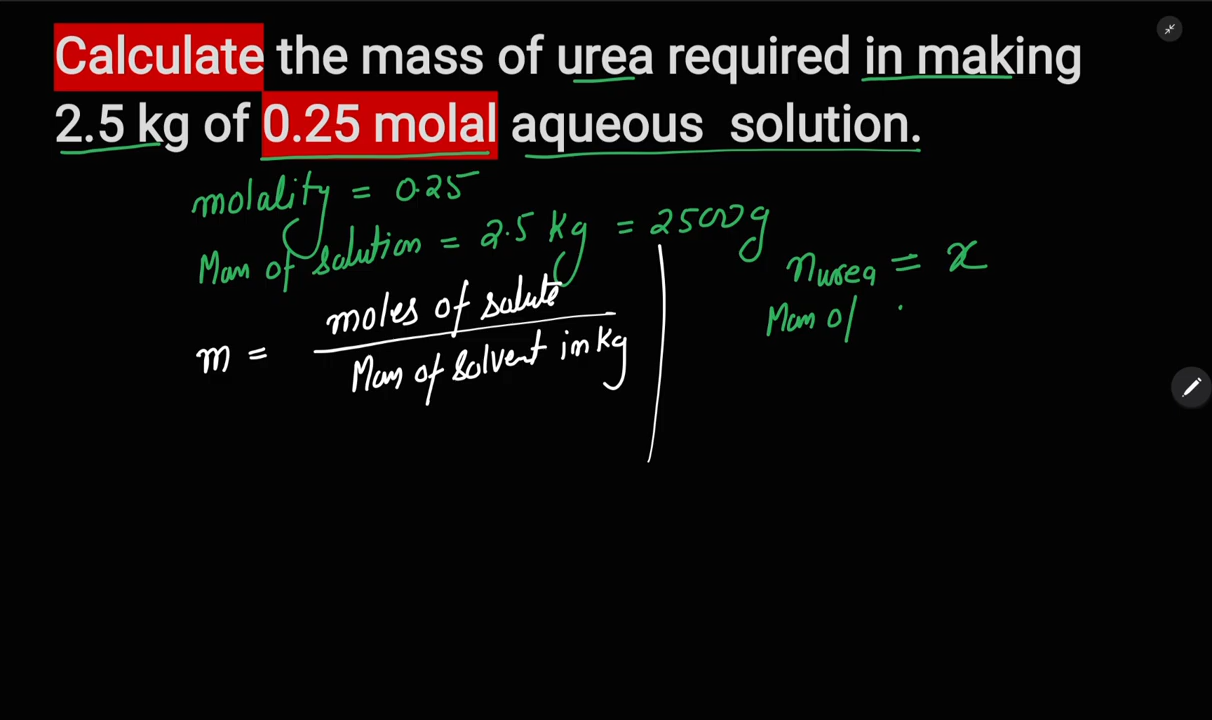 Calculate the mass of urea required in making
2.5 kg of 0.25 molal aqueous solution.
molality = 0.25
Mass of solution = 2.5 Kg = 2500g
m = moles of solute
Mass of solvent in Kg
nurea = x
Mass of